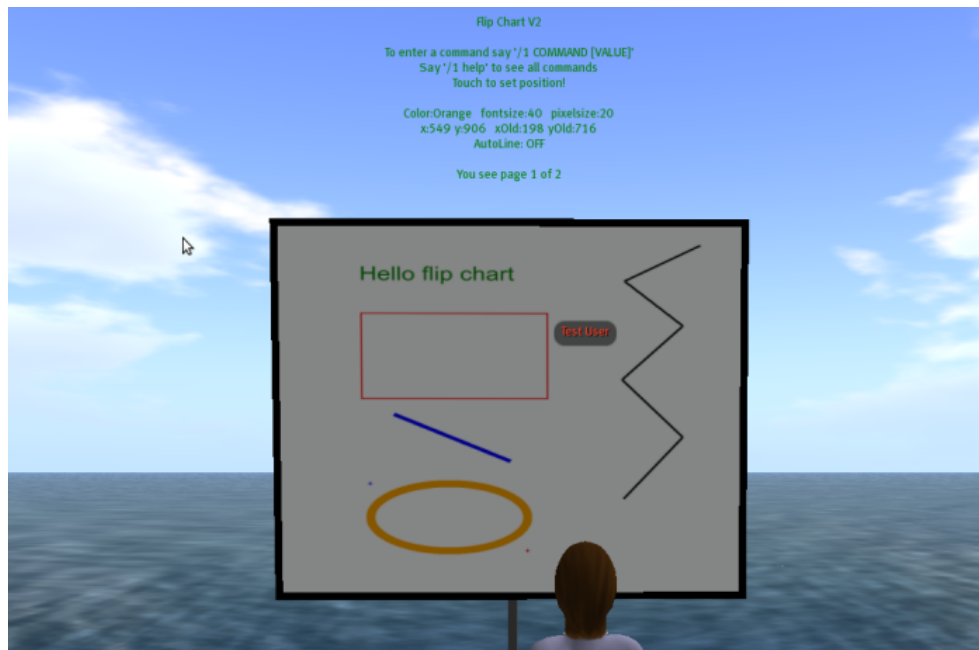 Flip Chart V2
To enter a command say '/1 COMMAND [VALUE]'
Say '/1 help' to see all commands
Touch to set position!
Color:Orange fontsize:40 pixelsize:20
x:549 y:906 xOld:198 yOld:716
AutoLine: OFF
You see page 1 of 2
Hello flip chart
Test User